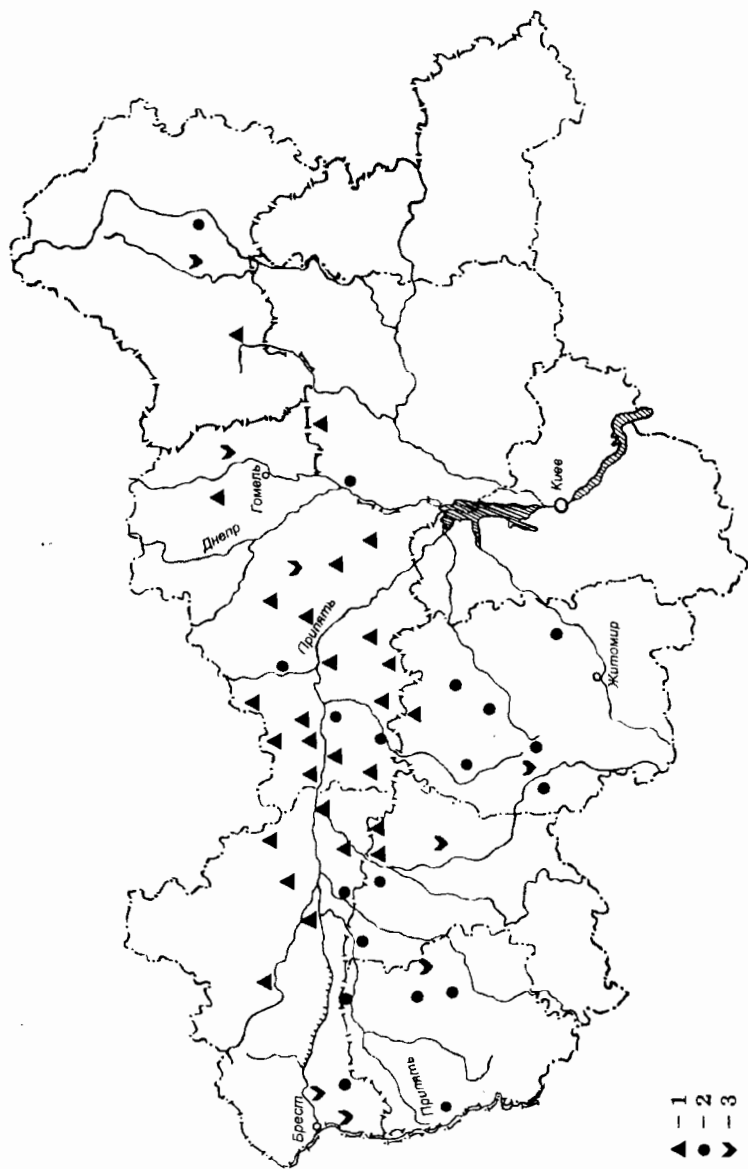 Брест
Припять
Припять
Днепр
Гомель
Киев
Житомир
– 1
– 2
– 3